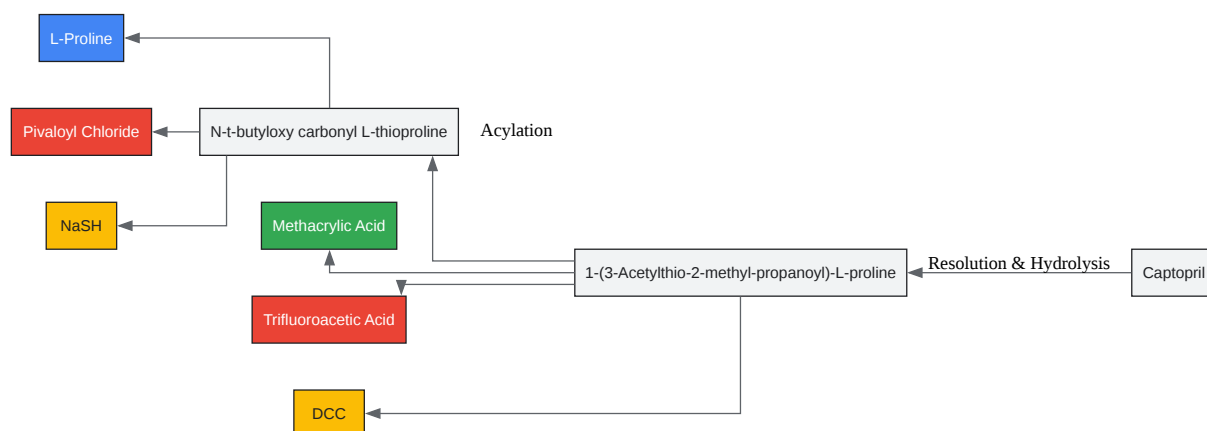 L-Proline
Pivaloyl Chloride
N-t-butyloxy carbonyl L-thioproline
Acylation
NaSH
Methacrylic Acid
1-(3-Acetylthio-2-methyl-propanoyl)-L-proline
Resolution & Hydrolysis
Captopril
Trifluoroacetic Acid
DCC